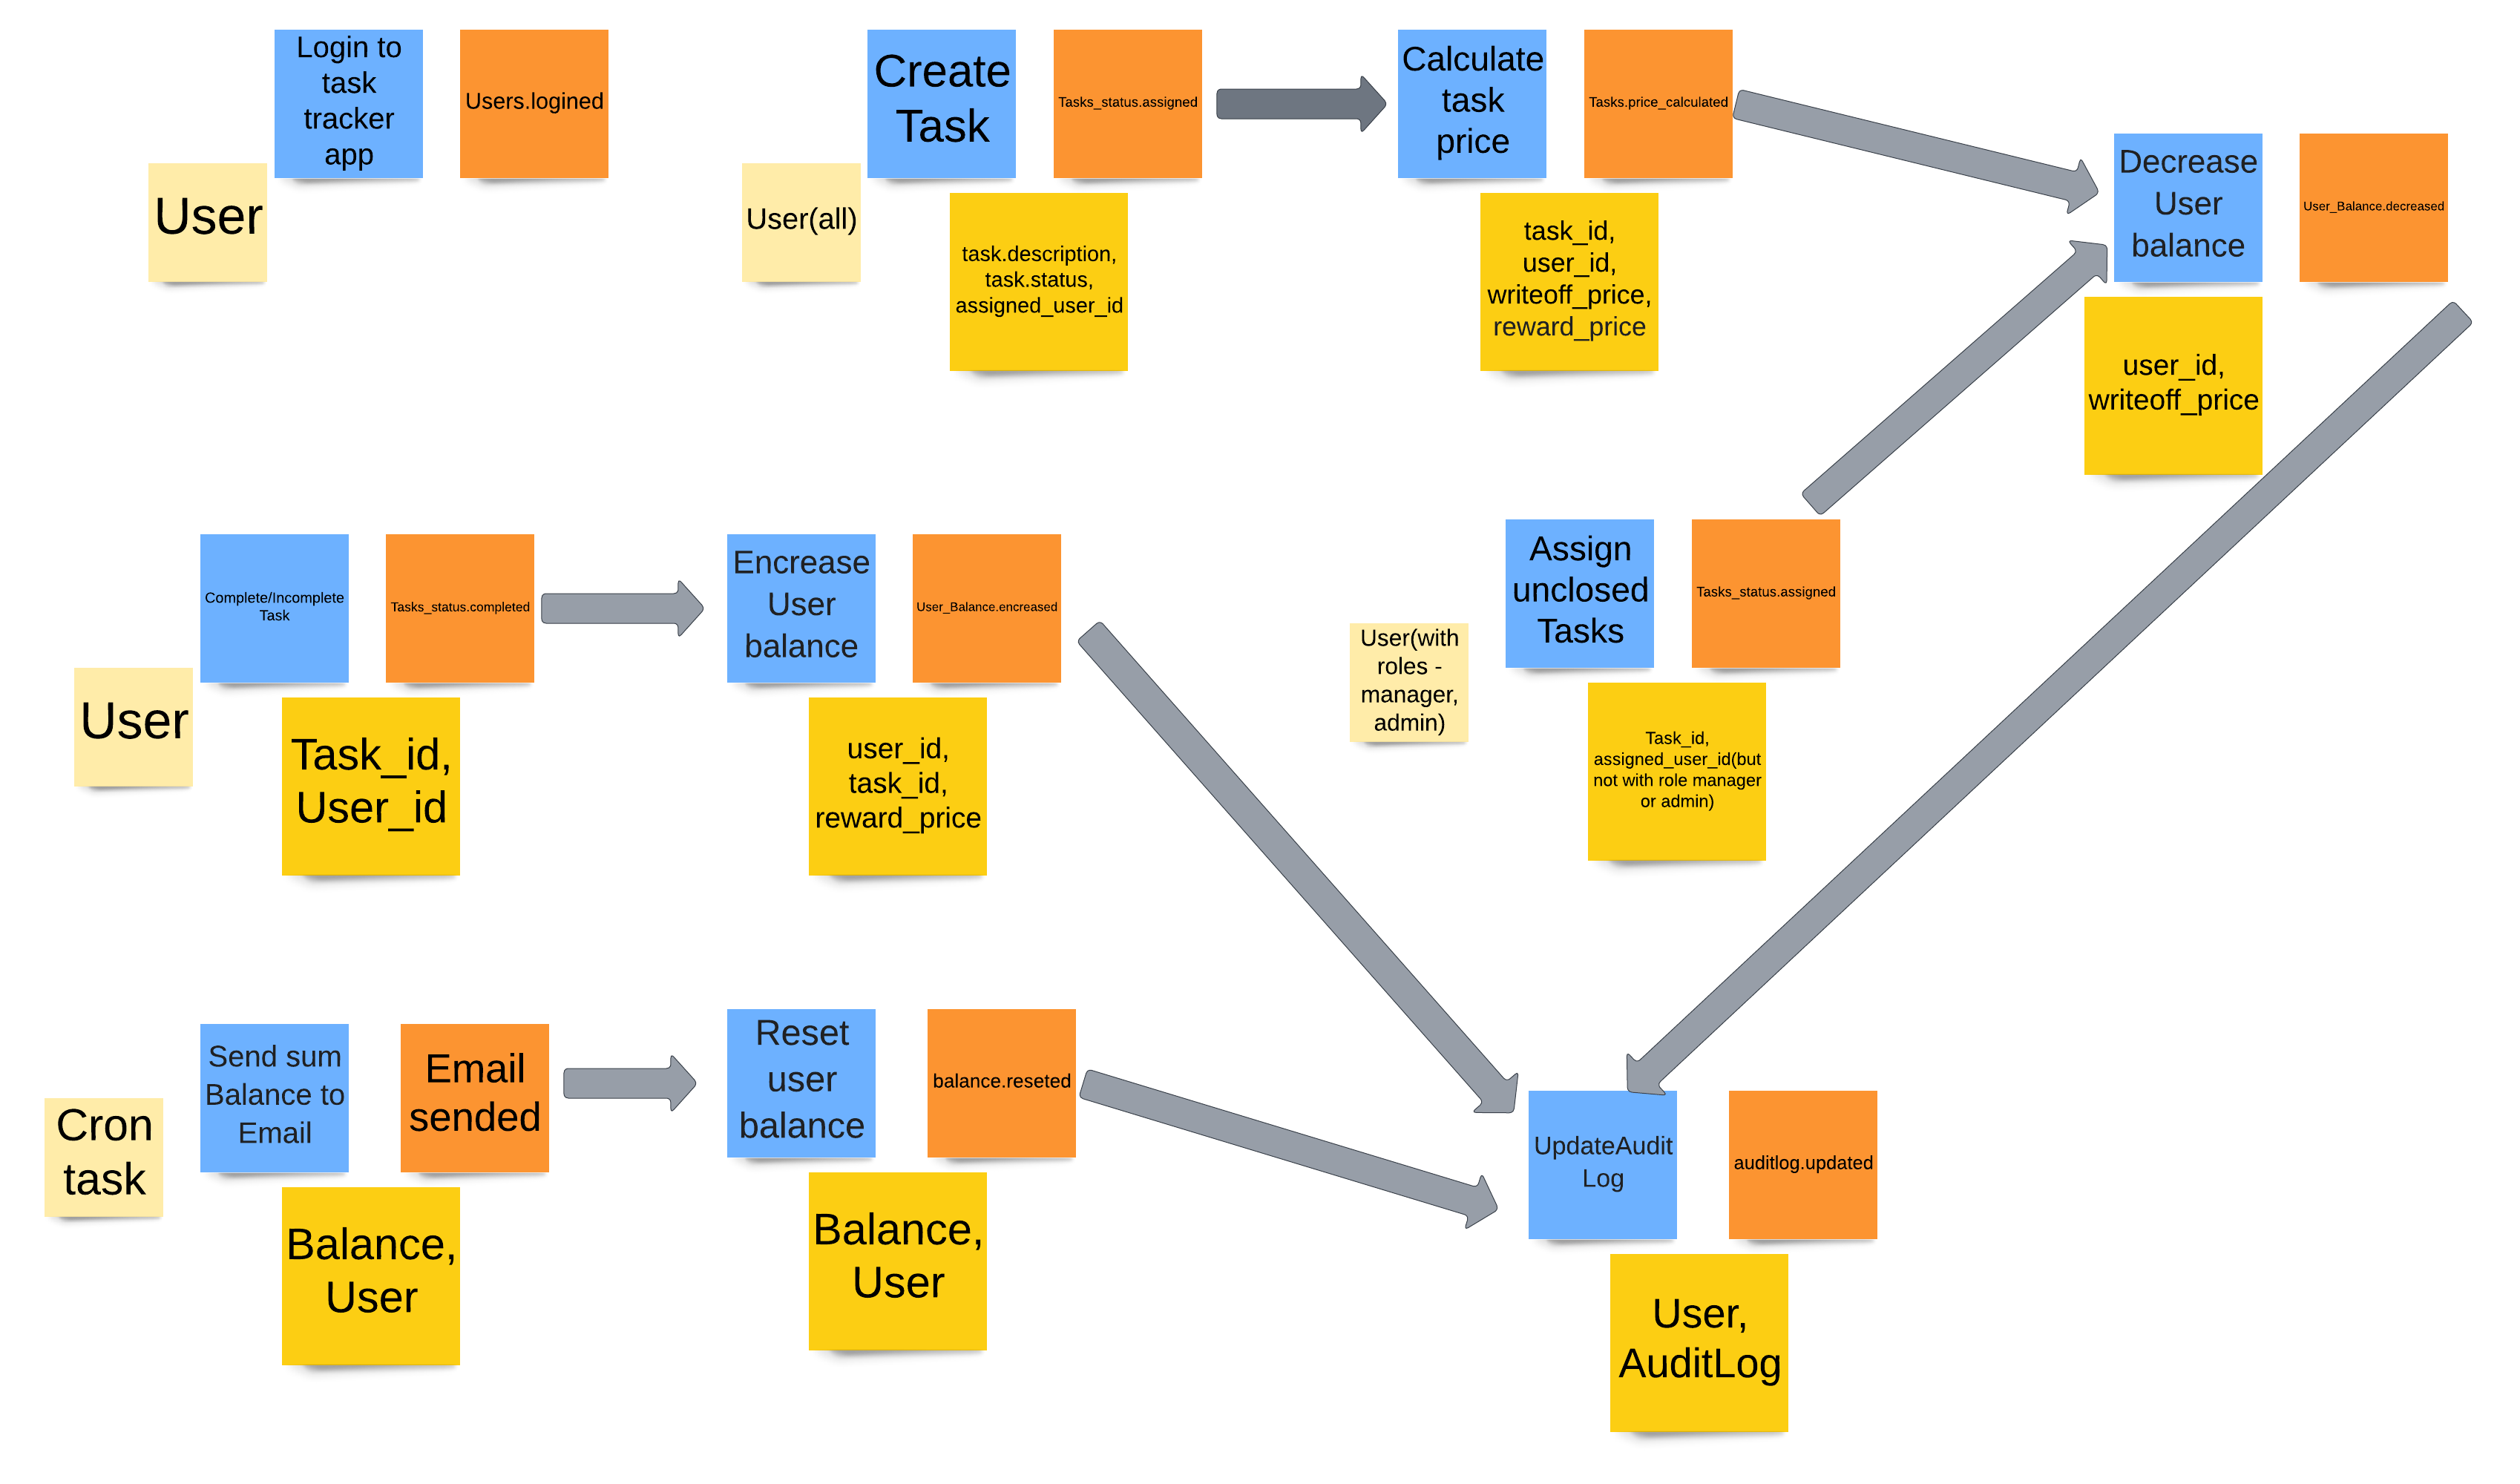 Login to
task
tracker
app
Users.logined
User
Create
Task
Tasks_status.assigned
User(all)
task.description,
task.status,
assigned_user_id
Calculate
task
price
Tasks.price_calculated
task_id,
user_id,
writeoff_price,
reward_price
Decrease
User
balance
User_Balance.decreased
user_id,
writeoff_price
Complete/Incomplete
Task
Tasks_status.completed
User
Task_id,
User_id
Encrease
User
balance
User_Balance.encreased
user_id,
task_id,
reward_price
Assign
unclosed
Tasks
Tasks_status.assigned
User(with
roles -
manager,
admin)
Task_id,
assigned_user_id(but
not with role manager
or admin)
Send sum
Balance to
Email
Email
sended
Cron
task
Balance,
User
Reset
user
balance
balance.reseted
Balance,
User
UpdateAudit
Log
auditlog.updated
User,
AuditLog